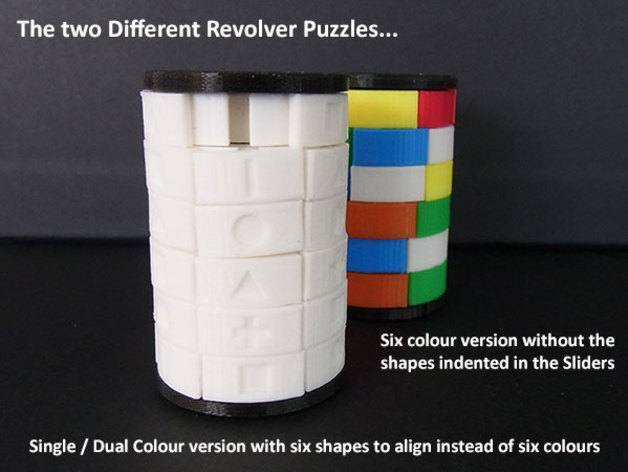 The two Different Revolver Puzzles...
Six colour version without the
shapes indented in the Sliders
Single / Dual Colour version with six shapes to align instead of six colours